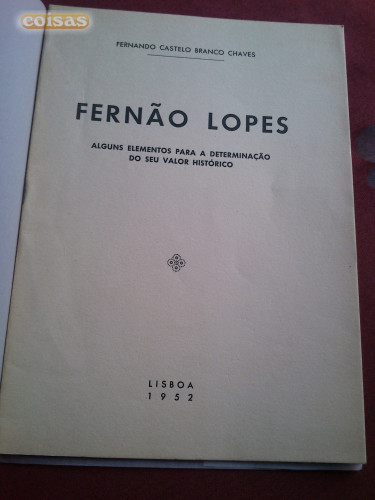 coisas
FERNANDO CASTELO BRANCO CHAVES
FERNÃO LOPES
ALGUNS ELEMENTOS PARA A DETERMINAÇÃO
DO SEU VALOR HISTÓRICO
LISBOA
1952